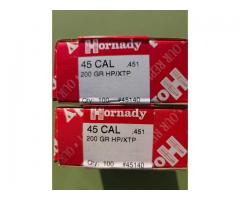 Hornady
45 CAL .451
200 GR HP/XTP
Qty: 100 #45140
Hornady
45 CAL .451
200 GR HP/XTP
Qty: 100 #45140